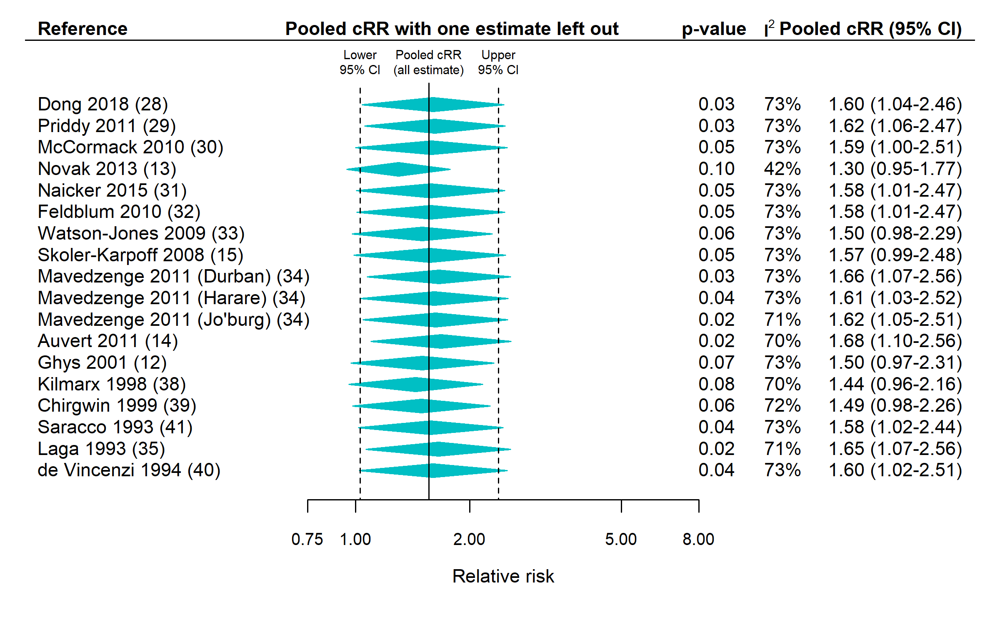 Reference Pooled cRR with one estimate left out p-value I² Pooled cRR (95% CI)
Lower Pooled cRR Upper
95% CI (all estimate) 95% CI
Dong 2018 (28) 0.03 73% 1.60 (1.04-2.46)
Priddy 2011 (29) 0.03 73% 1.62 (1.06-2.47)
McCormack 2010 (30) 0.05 73% 1.59 (1.00-2.51)
Novak 2013 (13) 0.10 42% 1.30 (0.95-1.77)
Naicker 2015 (31) 0.05 73% 1.58 (1.01-2.47)
Feldblum 2010 (32) 0.05 73% 1.58 (1.01-2.47)
Watson-Jones 2009 (33) 0.06 73% 1.50 (0.98-2.29)
Skoler-Karpoff 2008 (15) 0.05 73% 1.57 (0.99-2.48)
Mavedzenge 2011 (Durban) (34) 0.03 73% 1.66 (1.07-2.56)
Mavedzenge 2011 (Harare) (34) 0.04 73% 1.61 (1.03-2.52)
Mavedzenge 2011 (Jo'burg) (34) 0.02 71% 1.62 (1.05-2.51)
Auvert 2011 (14) 0.02 70% 1.68 (1.10-2.56)
Ghys 2001 (12) 0.07 73% 1.50 (0.97-2.31)
Kilmarx 1998 (38) 0.08 70% 1.44 (0.96-2.16)
Chirgwin 1999 (39) 0.06 72% 1.49 (0.98-2.26)
Saracco 1993 (41) 0.04 73% 1.58 (1.02-2.44)
Laga 1993 (35) 0.02 71% 1.65 (1.07-2.56)
de Vincenzi 1994 (40) 0.04 73% 1.60 (1.02-2.51)
0.75 1.00 2.00 5.00 8.00
Relative risk